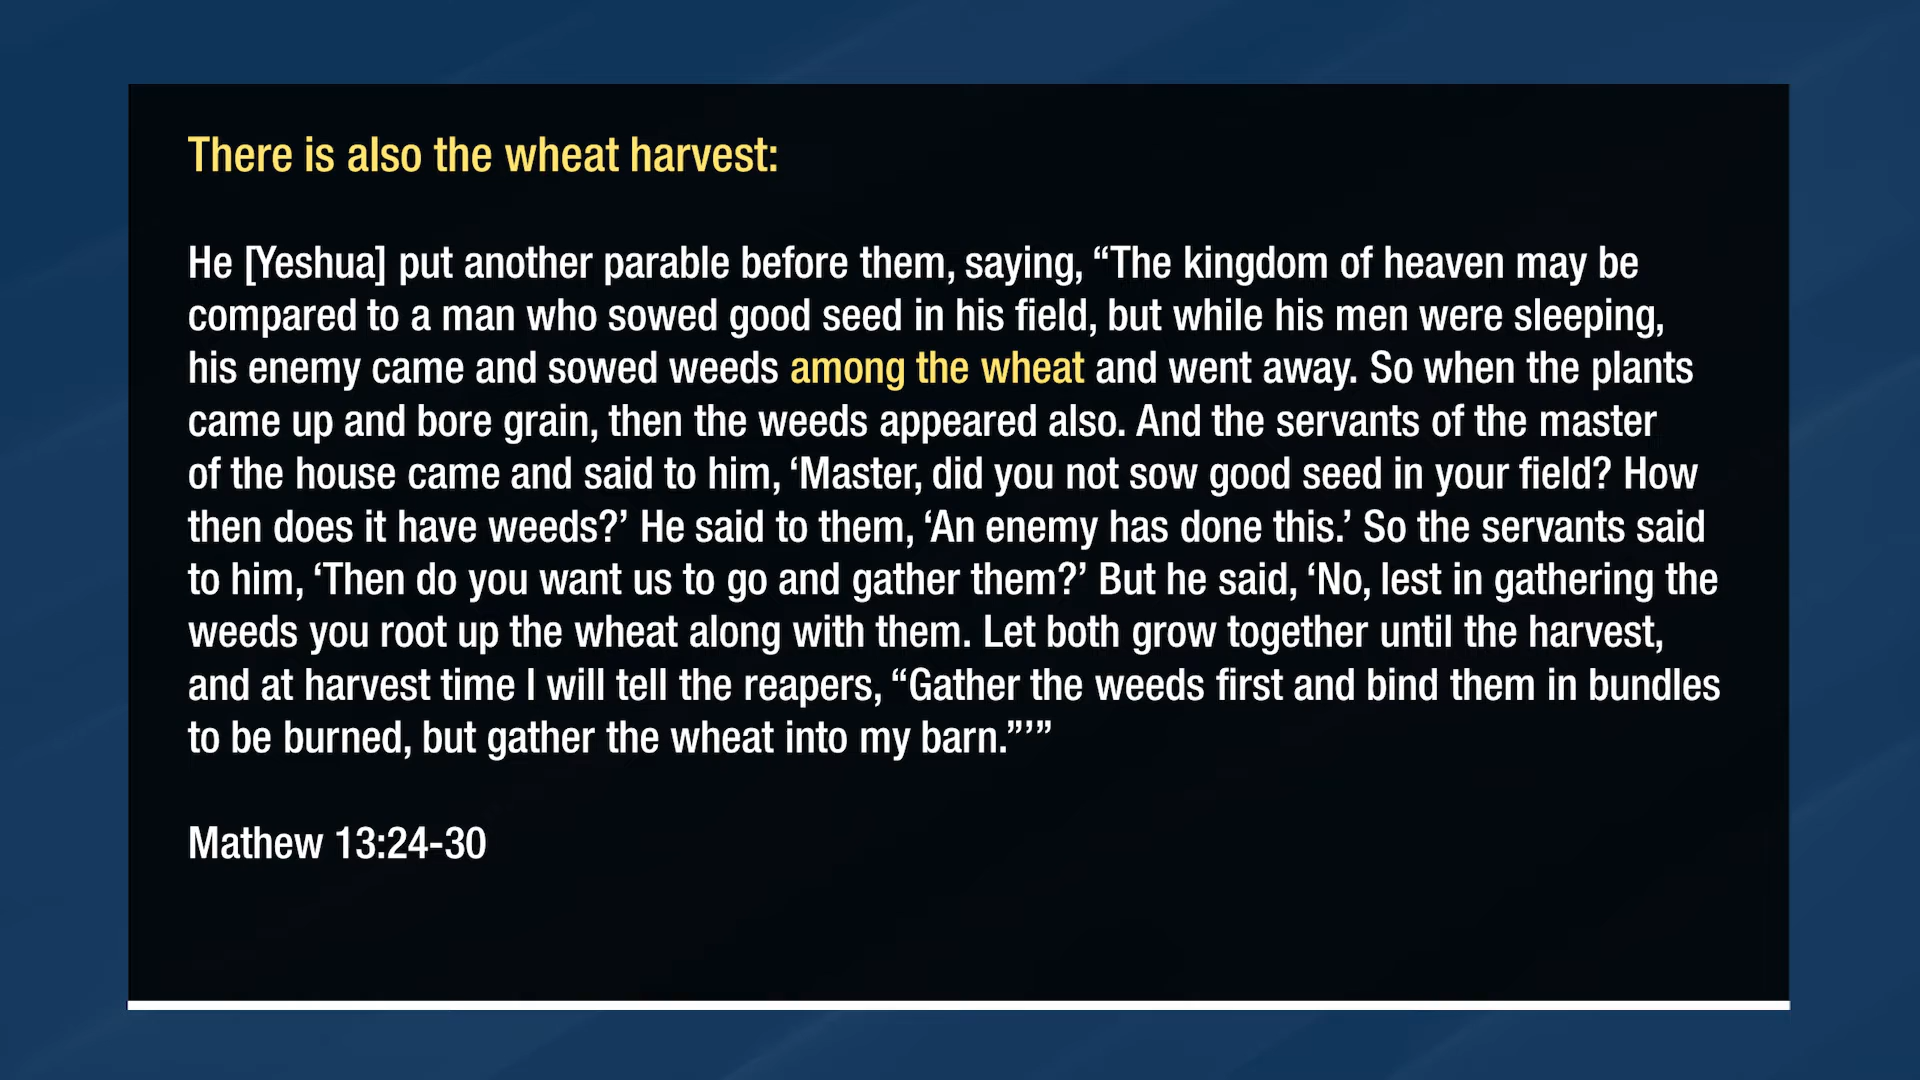 There is also the wheat harvest:
He [Yeshua] put another parable before them, saying, “The kingdom of heaven may be
compared to a man who sowed good seed in his field, but while his men were sleeping,
his enemy came and sowed weeds among the wheat and went away. So when the plants
came up and bore grain, then the weeds appeared also. And the servants of the master
of the house came and said to him, ‘Master, did you not sow good seed in your field? How
then does it have weeds?’ He said to them, ‘An enemy has done this.’ So the servants said
to him, ‘Then do you want us to go and gather them?’ But he said, ‘No, lest in gathering the
weeds you root up the wheat along with them. Let both grow together until the harvest,
and at harvest time I will tell the reapers, “Gather the weeds first and bind them in bundles
to be burned, but gather the wheat into my barn.”’”
Mathew 13:24-30